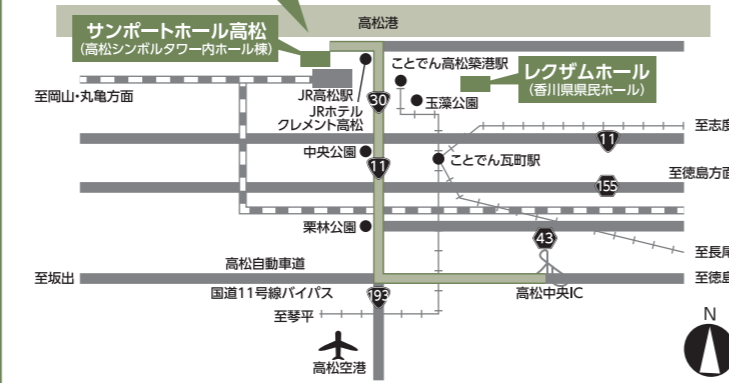 高松港
サンポートホール高松
(高松シンボルタワー内ホール棟)
ことでん高松築港駅
レクザムホール
(香川県県民ホール)
至岡山・丸亀方面
JR高松駅
JRホテル
クレメント高松
30
玉藻公園
至志度
11
中央公園
11
ことでん瓦町駅
至徳島方面
155
栗林公園
43
至長尾
高松自動車道
至坂出
至徳島
国道11号線バイパス
193
高松中央IC
至琴平
高松空港
N